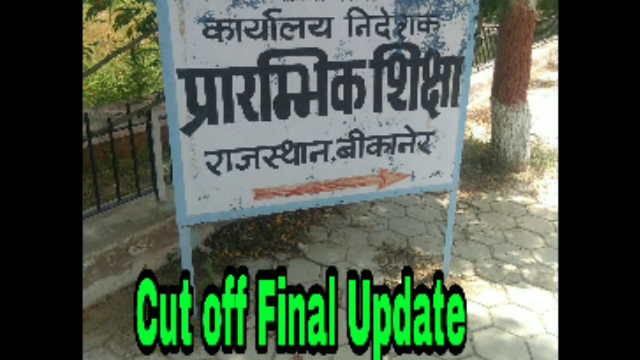 कार्यालय निदेशक
प्रारम्भिक शिक्षा
राजस्थान, बीकानेर
Cut off Final Update